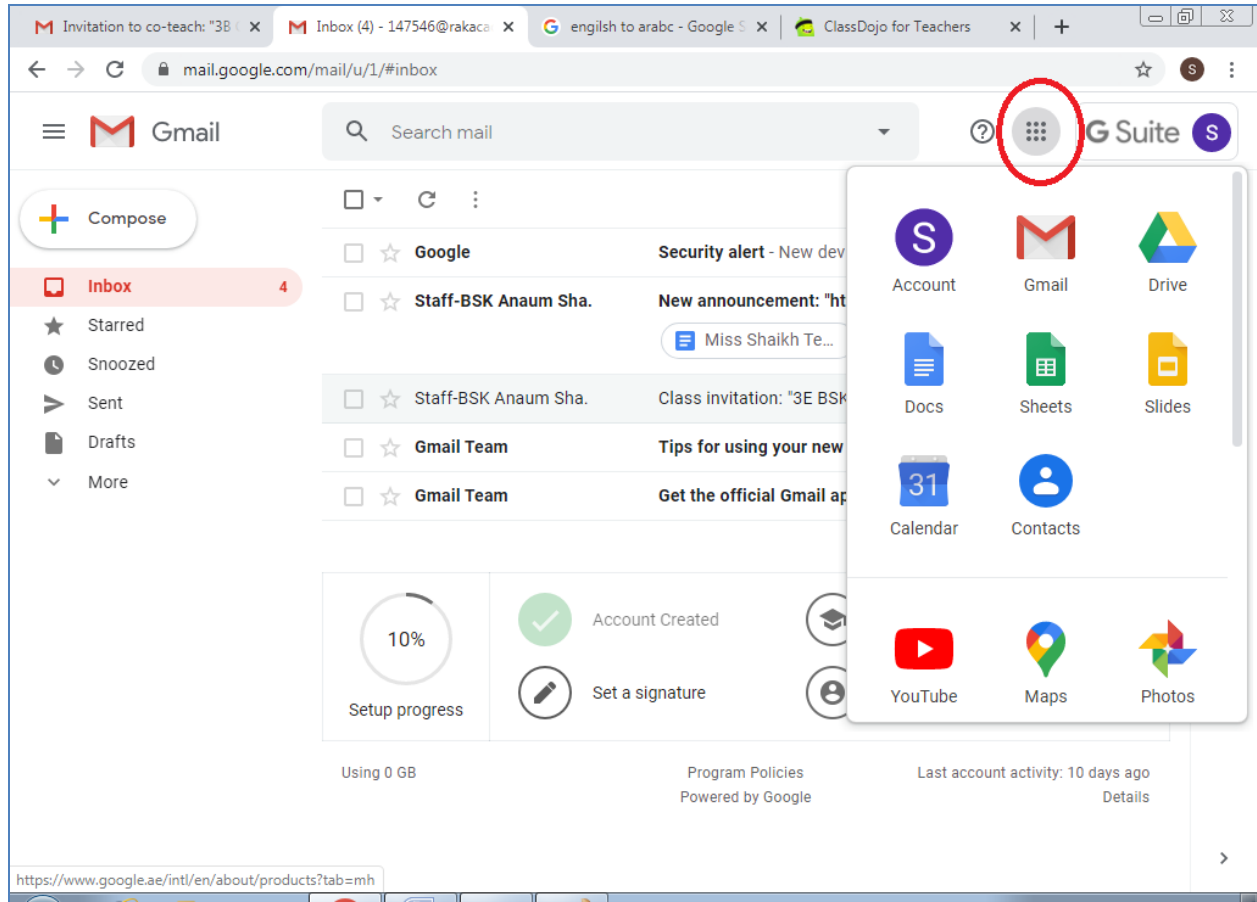 Invitation to co-teach: "3B
Inbox (4) - 147546@rakaca
engilsh to arabc - Google S
ClassDojo for Teachers
mail.google.com/mail/u/1/#inbox
S
Gmail
Search mail
G Suite
S
Compose
Inbox 4
Starred
Snoozed
Sent
Drafts
More
Google Security alert - New dev
Staff-BSK Anaum Sha. New announcement: "ht
Miss Shaikh Te...
Staff-BSK Anaum Sha. Class invitation: "3E BSK
Gmail Team Tips for using your new
Gmail Team Get the official Gmail ap
S
Account Gmail Drive
Docs Sheets Slides
31
Calendar Contacts
YouTube Maps Photos
10%
Setup progress
Account Created
Set a signature
Using 0 GB
Program Policies
Powered by Google
Last account activity: 10 days ago
Details
https://www.google.ae/intl/en/about/products?tab=mh